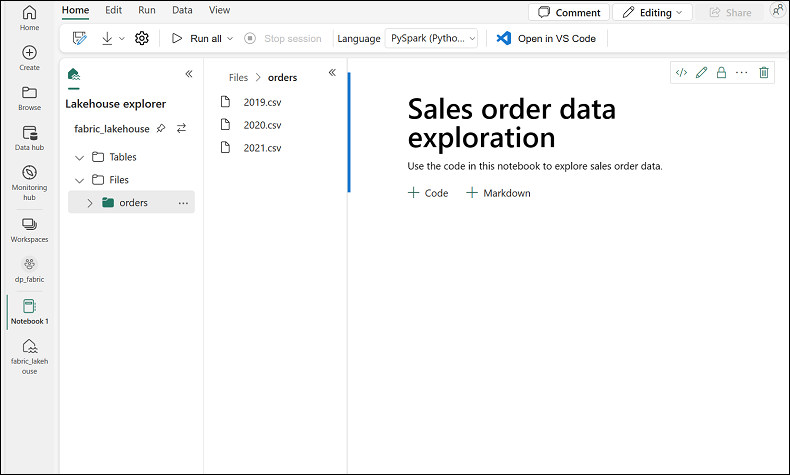 Home
Create
Browse
Data hub
Monitoring
hub
Workspaces
dp_fabric
Notebook 1
fabric_lakeh
ouse
Home Edit Run Data View
Comment Editing Share
Run all Stop session Language PySpark (Pytho... Open in VS Code
Lakehouse explorer
fabric_lakehouse
Tables
Files
orders ...
Files > orders
2019.csv
2020.csv
2021.csv
</> ...
Sales order data
exploration
Use the code in this notebook to explore sales order data.
+ Code + Markdown